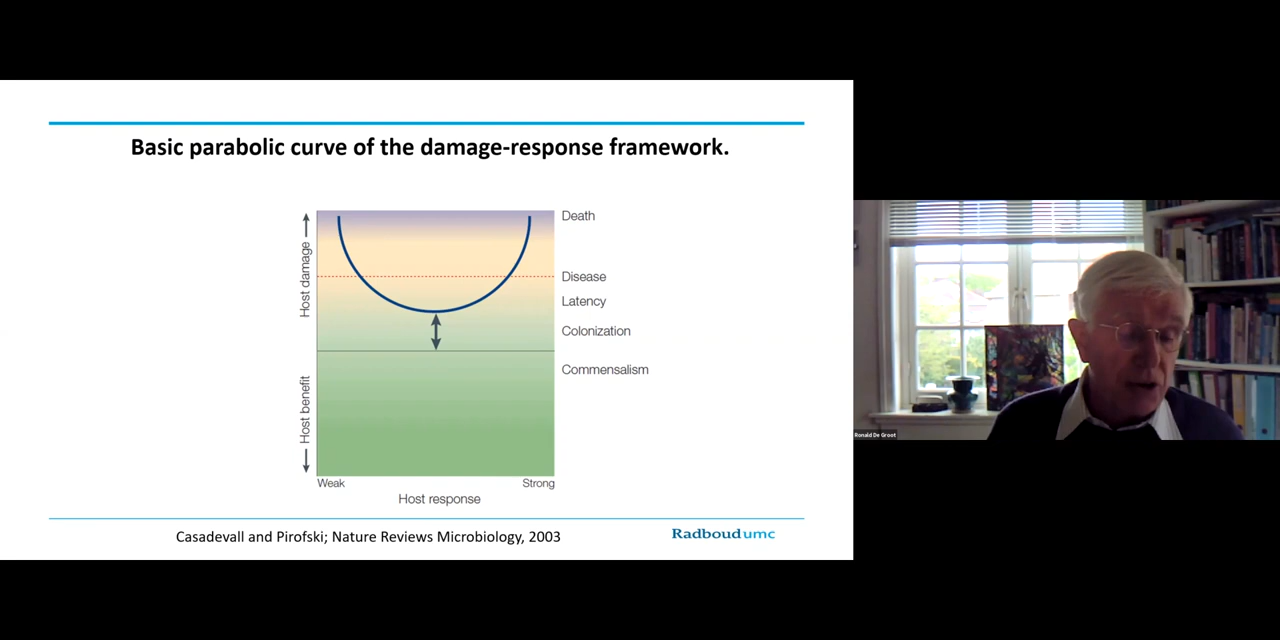 Basic parabolic curve of the damage-response framework.
Host damage
Host benefit
Death
Disease
Latency
Colonization
Commensalism
Weak
Strong
Host response
Casadevall and Pirofski; Nature Reviews Microbiology, 2003
Radboudumc
Ronald De Groot